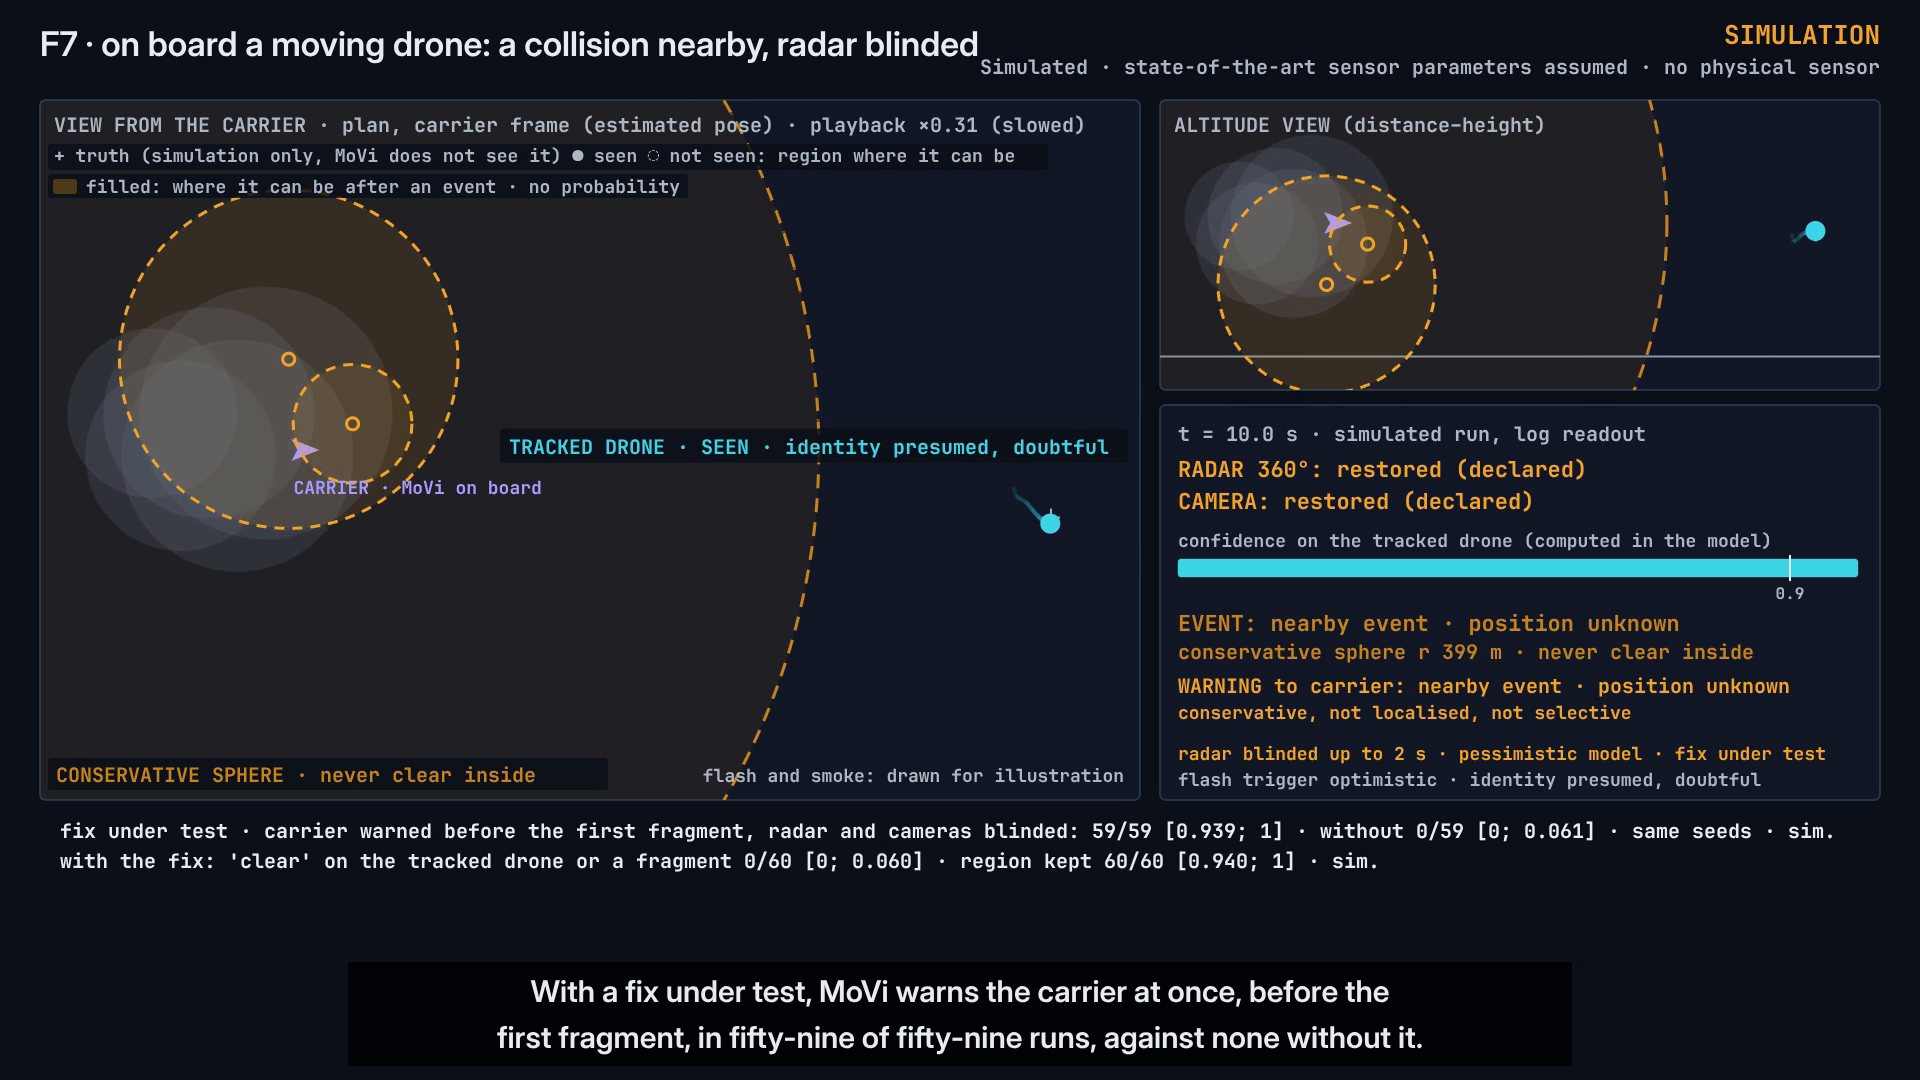 F7 · on board a moving drone: a collision nearby, radar blinded
SIMULATION
Simulated · state-of-the-art sensor parameters assumed · no physical sensor
VIEW FROM THE CARRIER · plan, carrier frame (estimated pose) · playback ×0.31 (slowed)
+ truth (simulation only, MoVi does not see it) ● seen ◌ not seen: region where it can be
filled: where it can be after an event · no probability
TRACKED DRONE · SEEN · identity presumed, doubtful
CARRIER · MoVi on board
CONSERVATIVE SPHERE · never clear inside
flash and smoke: drawn for illustration
ALTITUDE VIEW (distance-height)
t = 10.0 s · simulated run, log readout
RADAR 360°: restored (declared)
CAMERA: restored (declared)
confidence on the tracked drone (computed in the model)
0.9
EVENT: nearby event · position unknown
conservative sphere r 399 m · never clear inside
WARNING to carrier: nearby event · position unknown
conservative, not localised, not selective
radar blinded up to 2 s · pessimistic model · fix under test
flash trigger optimistic · identity presumed, doubtful
fix under test · carrier warned before the first fragment, radar and cameras blinded: 59/59 [0.939; 1] · without 0/59 [0; 0.061] · same seeds · sim.
with the fix: 'clear' on the tracked drone or a fragment 0/60 [0; 0.060] · region kept 60/60 [0.940; 1] · sim.
With a fix under test, MoVi warns the carrier at once, before the
first fragment, in fifty-nine of fifty-nine runs, against none without it.